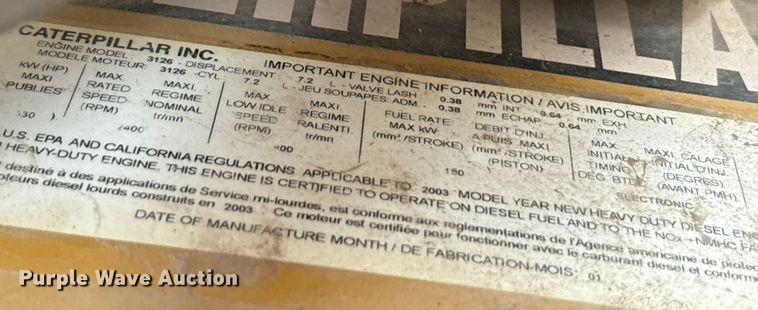 CATERPILLAR INC.
IMPORTANT ENGINE INFORMATION / AVIS IMPORTANT
ENGINE MODEL 3126 - DISPLACEMENT 7.2 L - VALVE LASH 0.38 mm INT 0.64 mm EXH
MODELE MOTEUR 3126 -CYL. 7.2 L - JEU SOUPAPES ADM. 0.38 mm ECHAP 0.64 mm
KW (HP) MAXI PUBLIES
MAX. RATED SPEED (RPM)
MAXI REGIME NOMINAL tr/mn
MAX. LOW IDLE SPEED (RPM)
MAXI REGIME RALENTI tr/mn
FUEL RATE MAX kW (mm³/STROKE)
DEBIT D'INJ. A PUIS MAXI (mm³/STROKE) (PISTON)
MAX INITIAL TIMING DEG. BTDC
MAXI CALAGE INITIAL D'INJ (DEGRES) (AVANT PMH)
2400
180
ELECTRONIC
U.S. EPA AND CALIFORNIA REGULATIONS APPLICABLE TO 2003 MODEL YEAR NEW HEAVY DUTY DIESEL
HEAVY-DUTY ENGINE. THIS ENGINE IS CERTIFIED TO OPERATE ON DIESEL FUEL AND TO THE NOx+NMHC
destiné à des applications de Service mi-lourdes, est conforme aux reglementations de l'Agence americaine de
diesel lourds construits en 2003 Ce moteur est certifiée pour fonctionner avec le carburant diesel et
DATE OF MANUFACTURE MONTH / DE FABRICATION-MOIS: 01
Purple Wave Auction